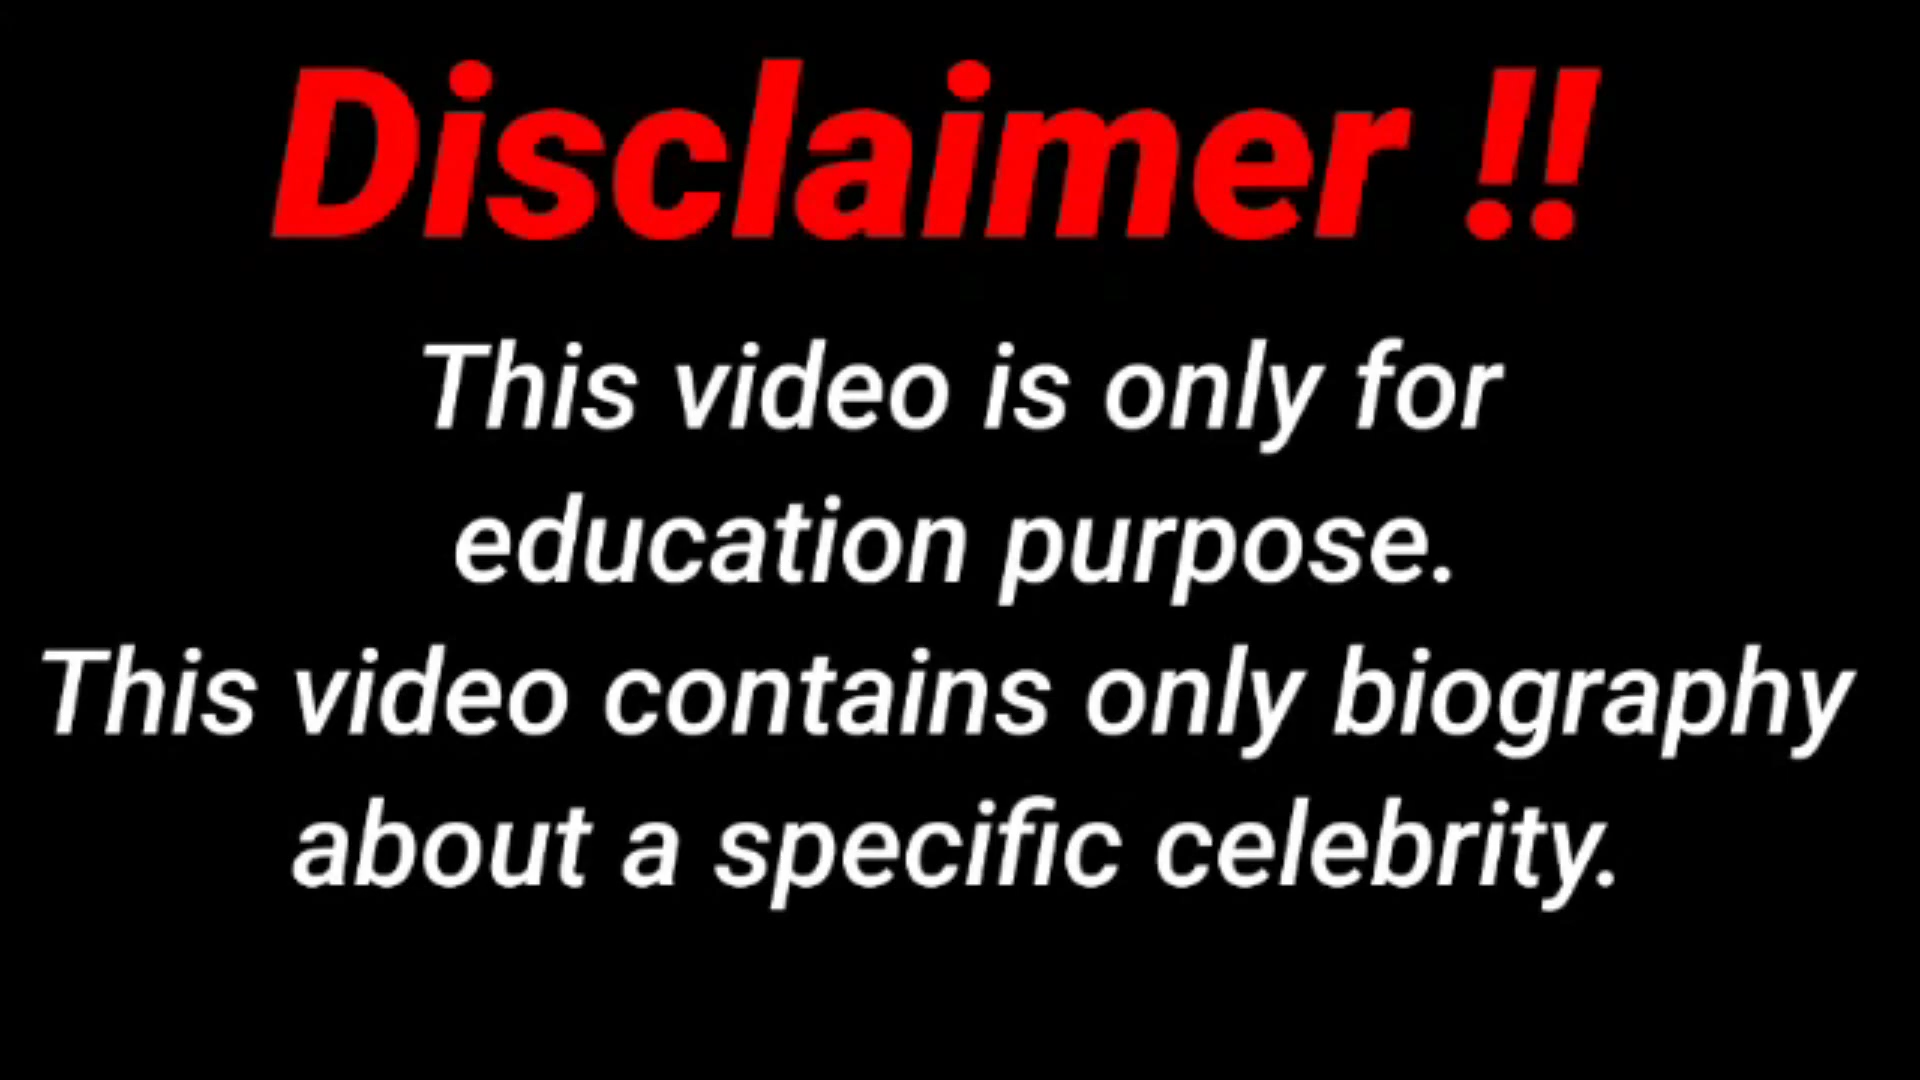 Disclaimer !!
This video is only for
education purpose.
This video contains only biography
about a specific celebrity.